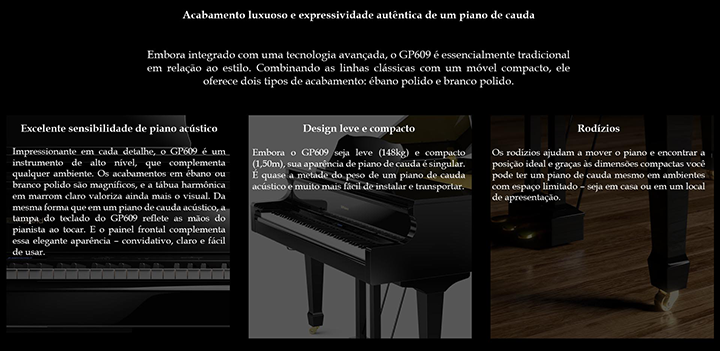 Acabamento luxuoso e expressividade autêntica de um piano de cauda
Embora integrado com uma tecnologia avançada, o GP609 é essencialmente tradicional
em relação ao estilo. Combinando as linhas clássicas com um móvel compacto, ele
oferece dois tipos de acabamento: ébano polido e branco polido.
Excelente sensibilidade de piano acústico
Impressionante em cada detalhe, o GP609 é um
instrumento de alto nível, que complementa
qualquer ambiente. Os acabamentos em ébano ou
branco polido são magníficos, e a tábua harmônica
em marrom claro valoriza ainda mais o visual. Da
mesma forma que em um piano de cauda acústico, a
tampa do teclado do GP609 reflete as mãos do
pianista ao tocar. E o painel frontal complementa
essa elegante aparência – convidativo, claro e fácil
de usar.
Design leve e compacto
Embora o GP609 seja leve (148kg) e compacto
(1,50m), sua aparência de piano de cauda é singular.
É quase a metade do peso de um piano de cauda
acústico e muito mais fácil de instalar e transportar.
Rodízios
Os rodízios ajudam a mover o piano e encontrar a
posição ideal e graças às dimensões compactas você
pode ter um piano de cauda mesmo em ambientes
com espaço limitado – seja em casa ou em um local
de apresentação.